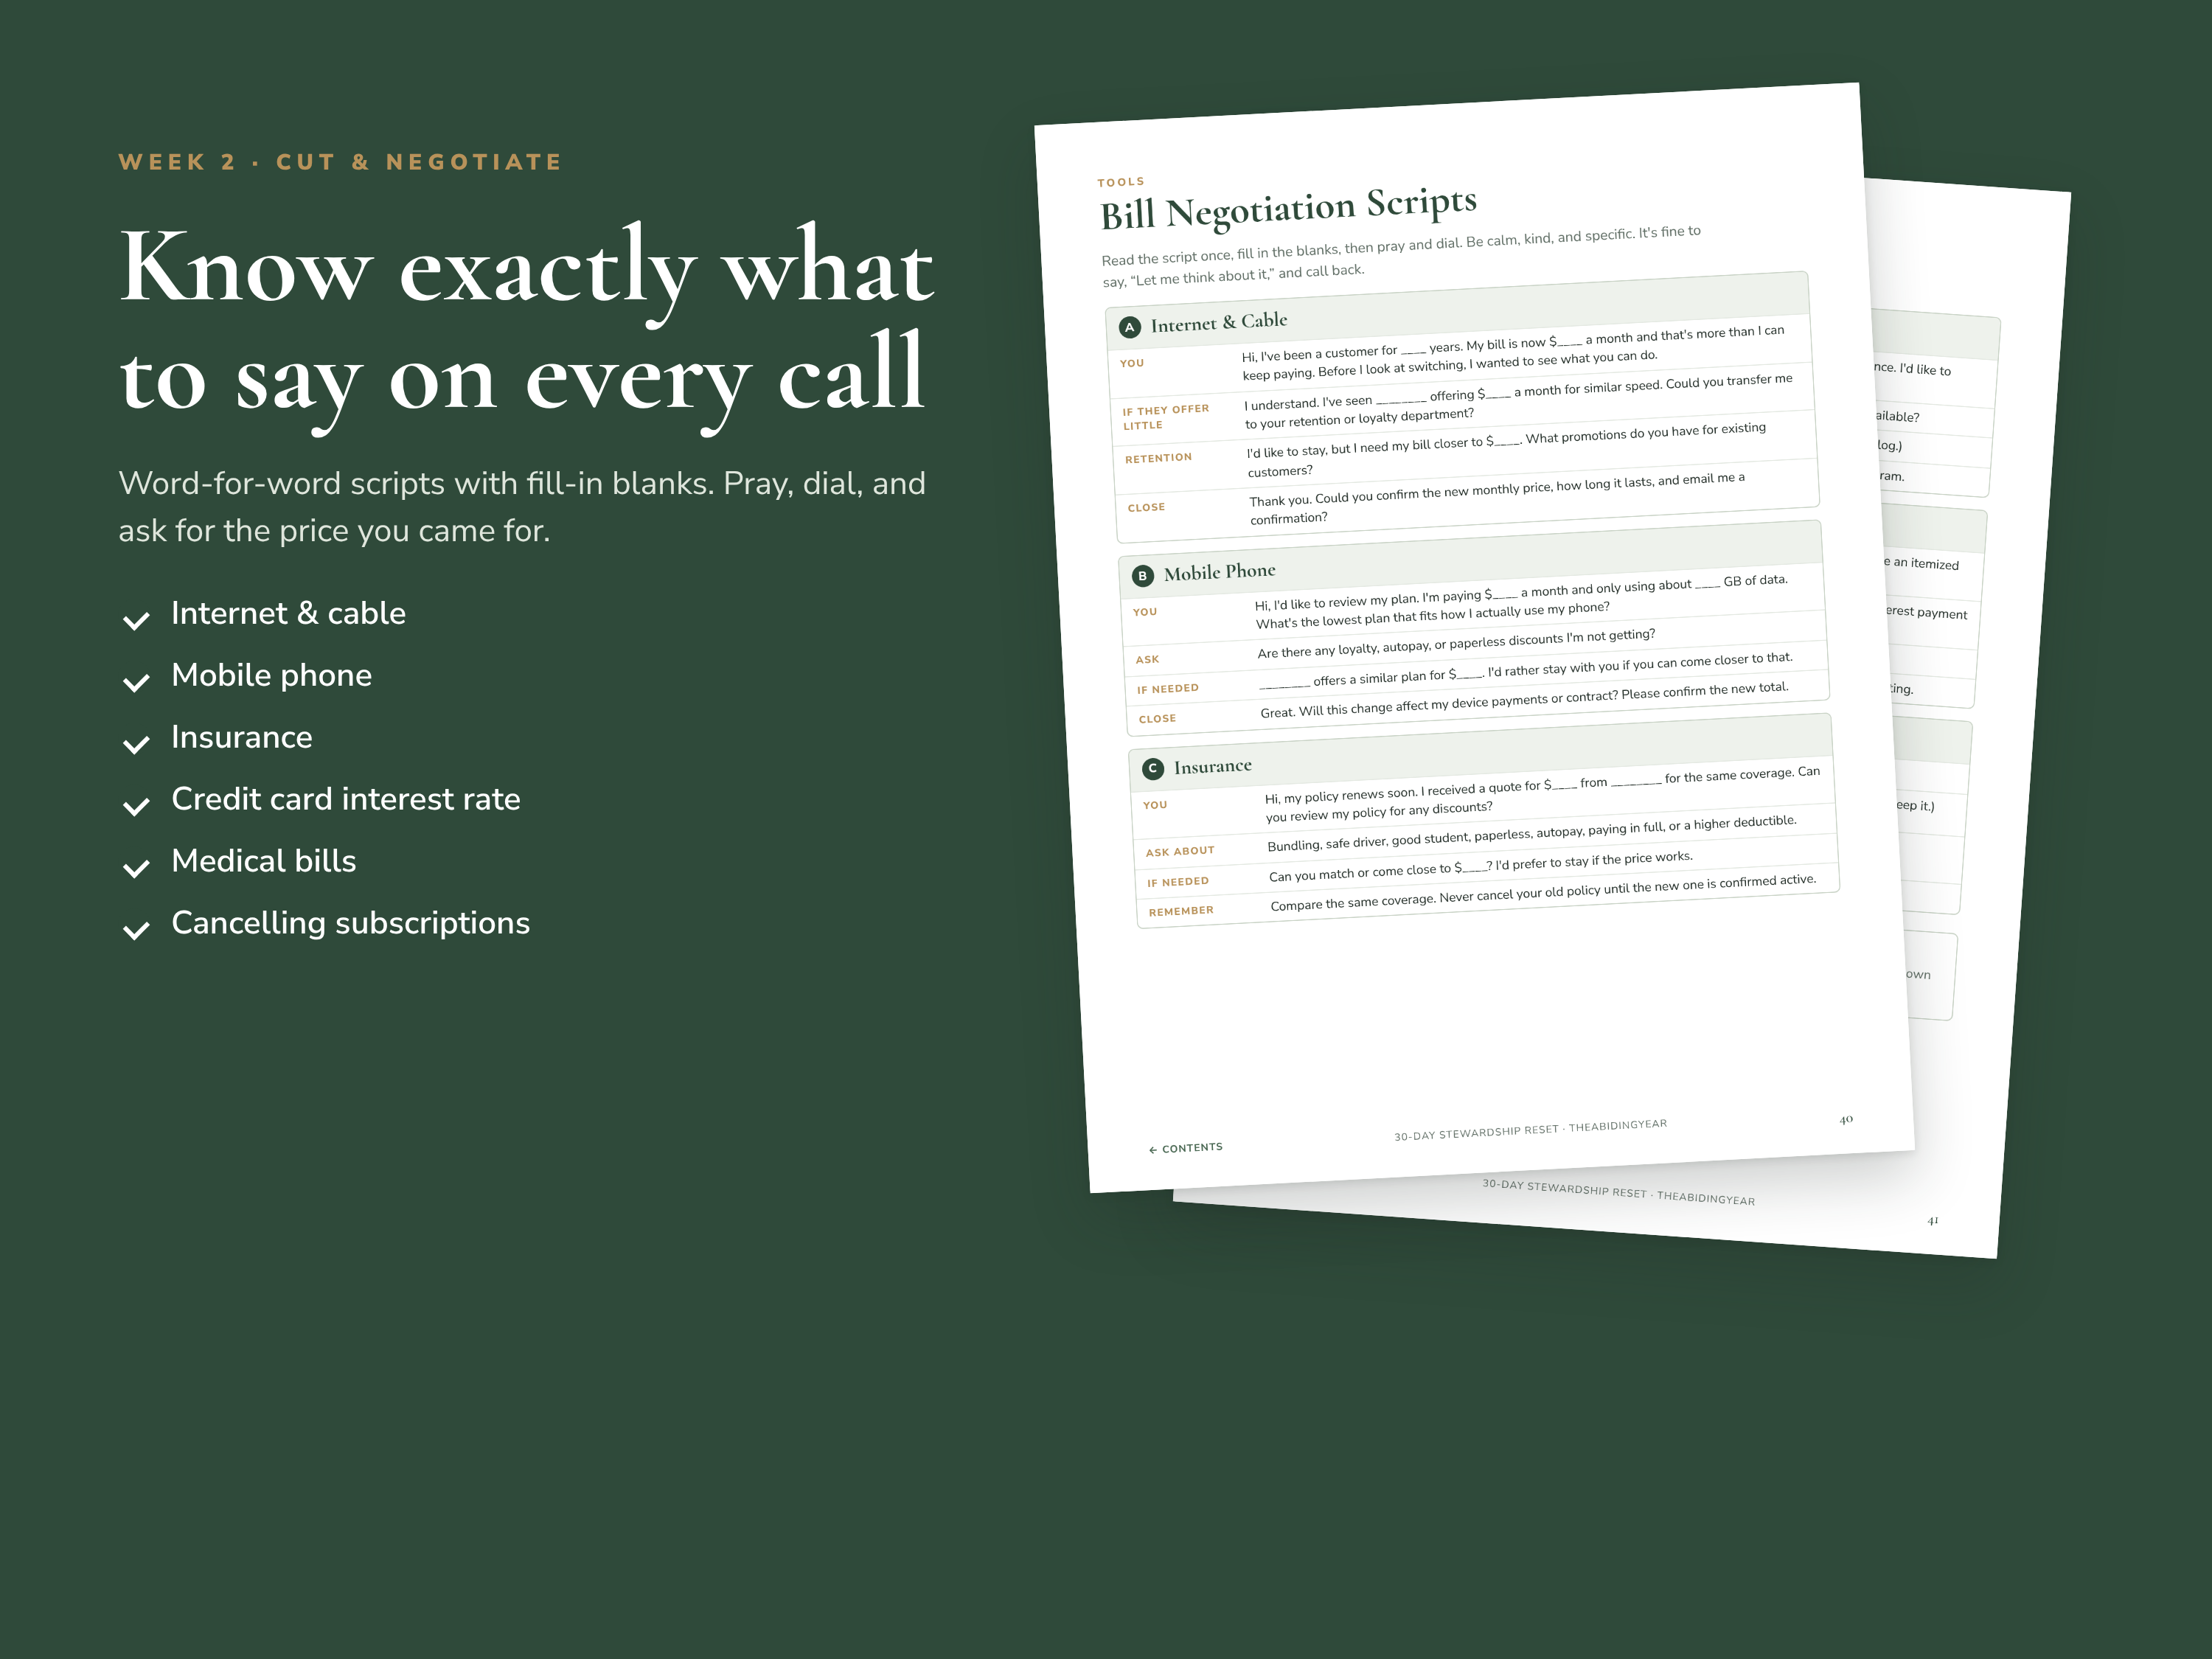 WEEK 2 · CUT & NEGOTIATE
Know exactly what
to say on every call
Word-for-word scripts with fill-in blanks. Pray, dial, and
ask for the price you came for.
Internet & cable
Mobile phone
Insurance
Credit card interest rate
Medical bills
Cancelling subscriptions
TOOLS
Bill Negotiation Scripts
Read the script once, fill in the blanks, then pray and dial. Be calm, kind, and specific. It's fine to
say, “Let me think about it,” and call back.
A Internet & Cable
YOU
Hi, I've been a customer for ____ years. My bill is now $____ a month and that's more than I can
keep paying. Before I look at switching, I wanted to see what you can do.
IF THEY OFFER
LITTLE
I understand. I've seen ________ offering $____ a month for similar speed. Could you transfer me
to your retention or loyalty department?
RETENTION
I'd like to stay, but I need my bill closer to $____. What promotions do you have for existing
customers?
CLOSE
Thank you. Could you confirm the new monthly price, how long it lasts, and email me a
confirmation?
B Mobile Phone
YOU
Hi, I'd like to review my plan. I'm paying $____ a month and only using about ____ GB of data.
What's the lowest plan that fits how I actually use my phone?
ASK
Are there any loyalty, autopay, or paperless discounts I'm not getting?
IF NEEDED
________ offers a similar plan for $____. I'd rather stay with you if you can come closer to that.
CLOSE
Great. Will this change affect my device payments or contract? Please confirm the new total.
C Insurance
YOU
Hi, my policy renews soon. I received a quote for $____ from ________ for the same coverage. Can
you review my policy for any discounts?
ASK ABOUT
Bundling, safe driver, good student, paperless, autopay, paying in full, or a higher deductible.
IF NEEDED
Can you match or come close to $____? I'd prefer to stay if the price works.
REMEMBER
Compare the same coverage. Never cancel your old policy until the new one is confirmed active.
← CONTENTS
30-DAY STEWARDSHIP RESET · THEABIDINGYEAR
40
I'd like to
e an itemized
payment
own
30-DAY STEWARDSHIP RESET · THEABIDINGYEAR
41